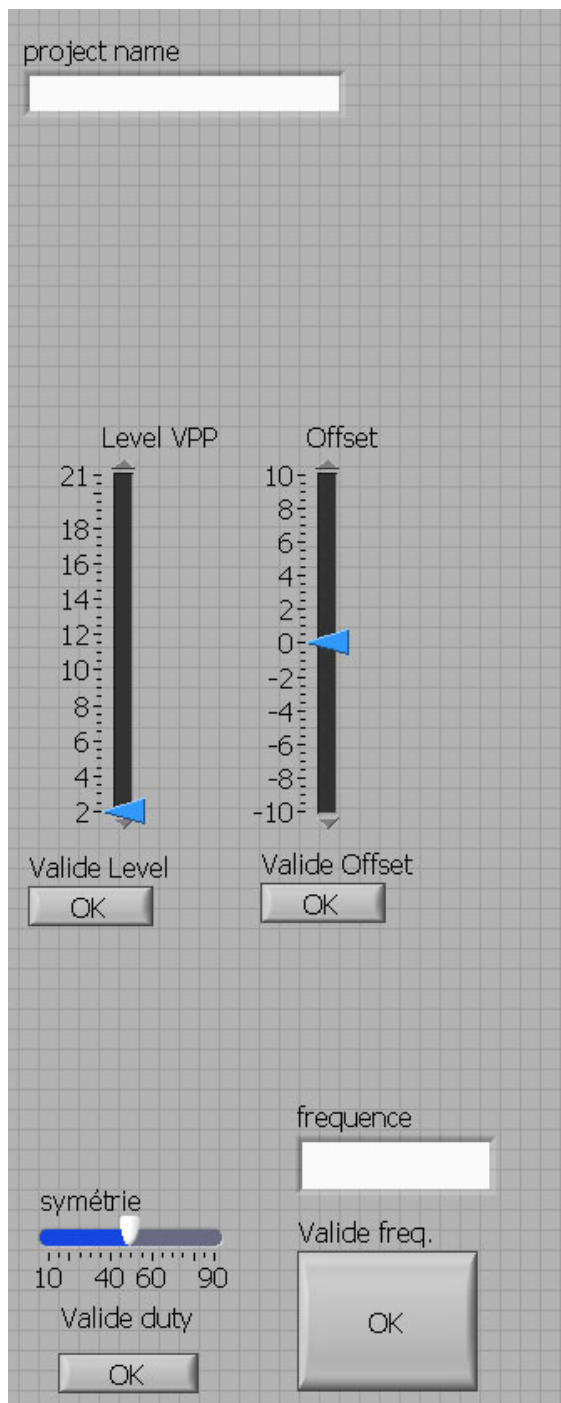 project name
Level VPP
21
18
16
14
12
10
8
6
4
2
Offset
10
8
6
4
2
0
-2
-4
-6
-8
-10
Valide Level
OK
Valide Offset
OK
frequence
symétrie
10 40 60 90
Valide freq.
OK
Valide duty
OK